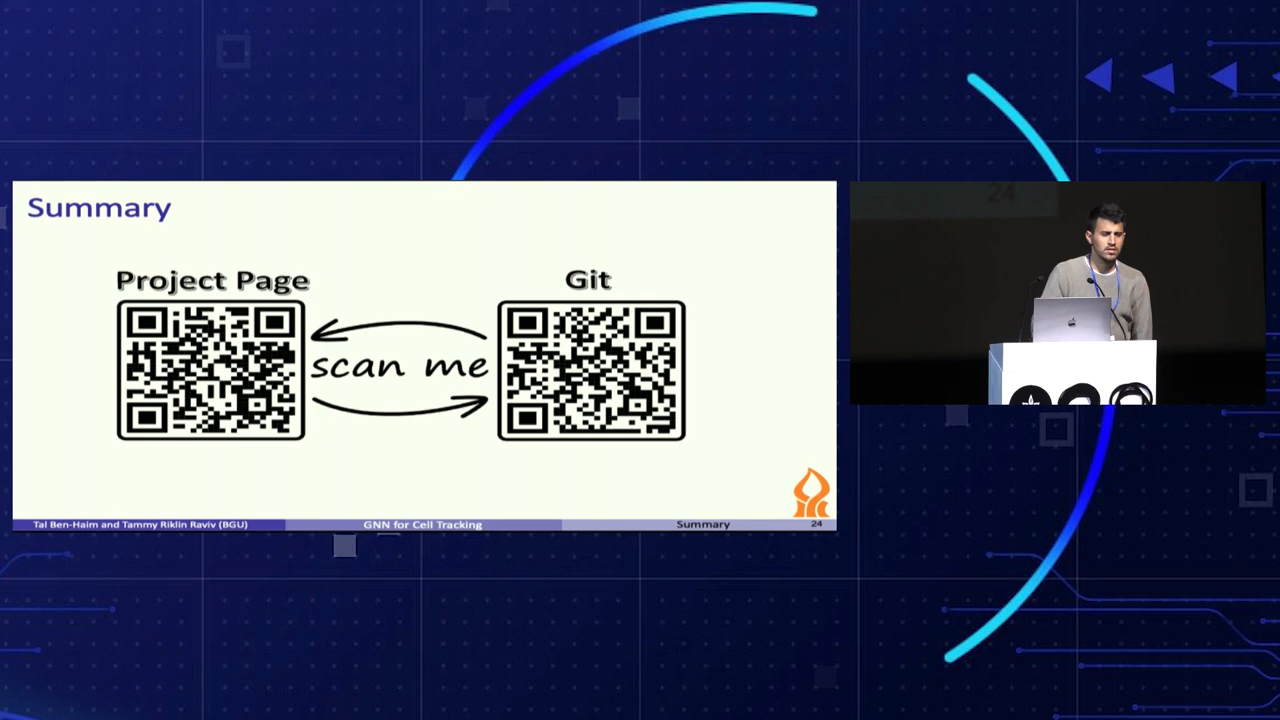 Summary
Project Page
Git
scan me
Tal Ben-Haim and Tammy Riklin Raviv (BGU)
GNN for Cell Tracking
Summary
24
24